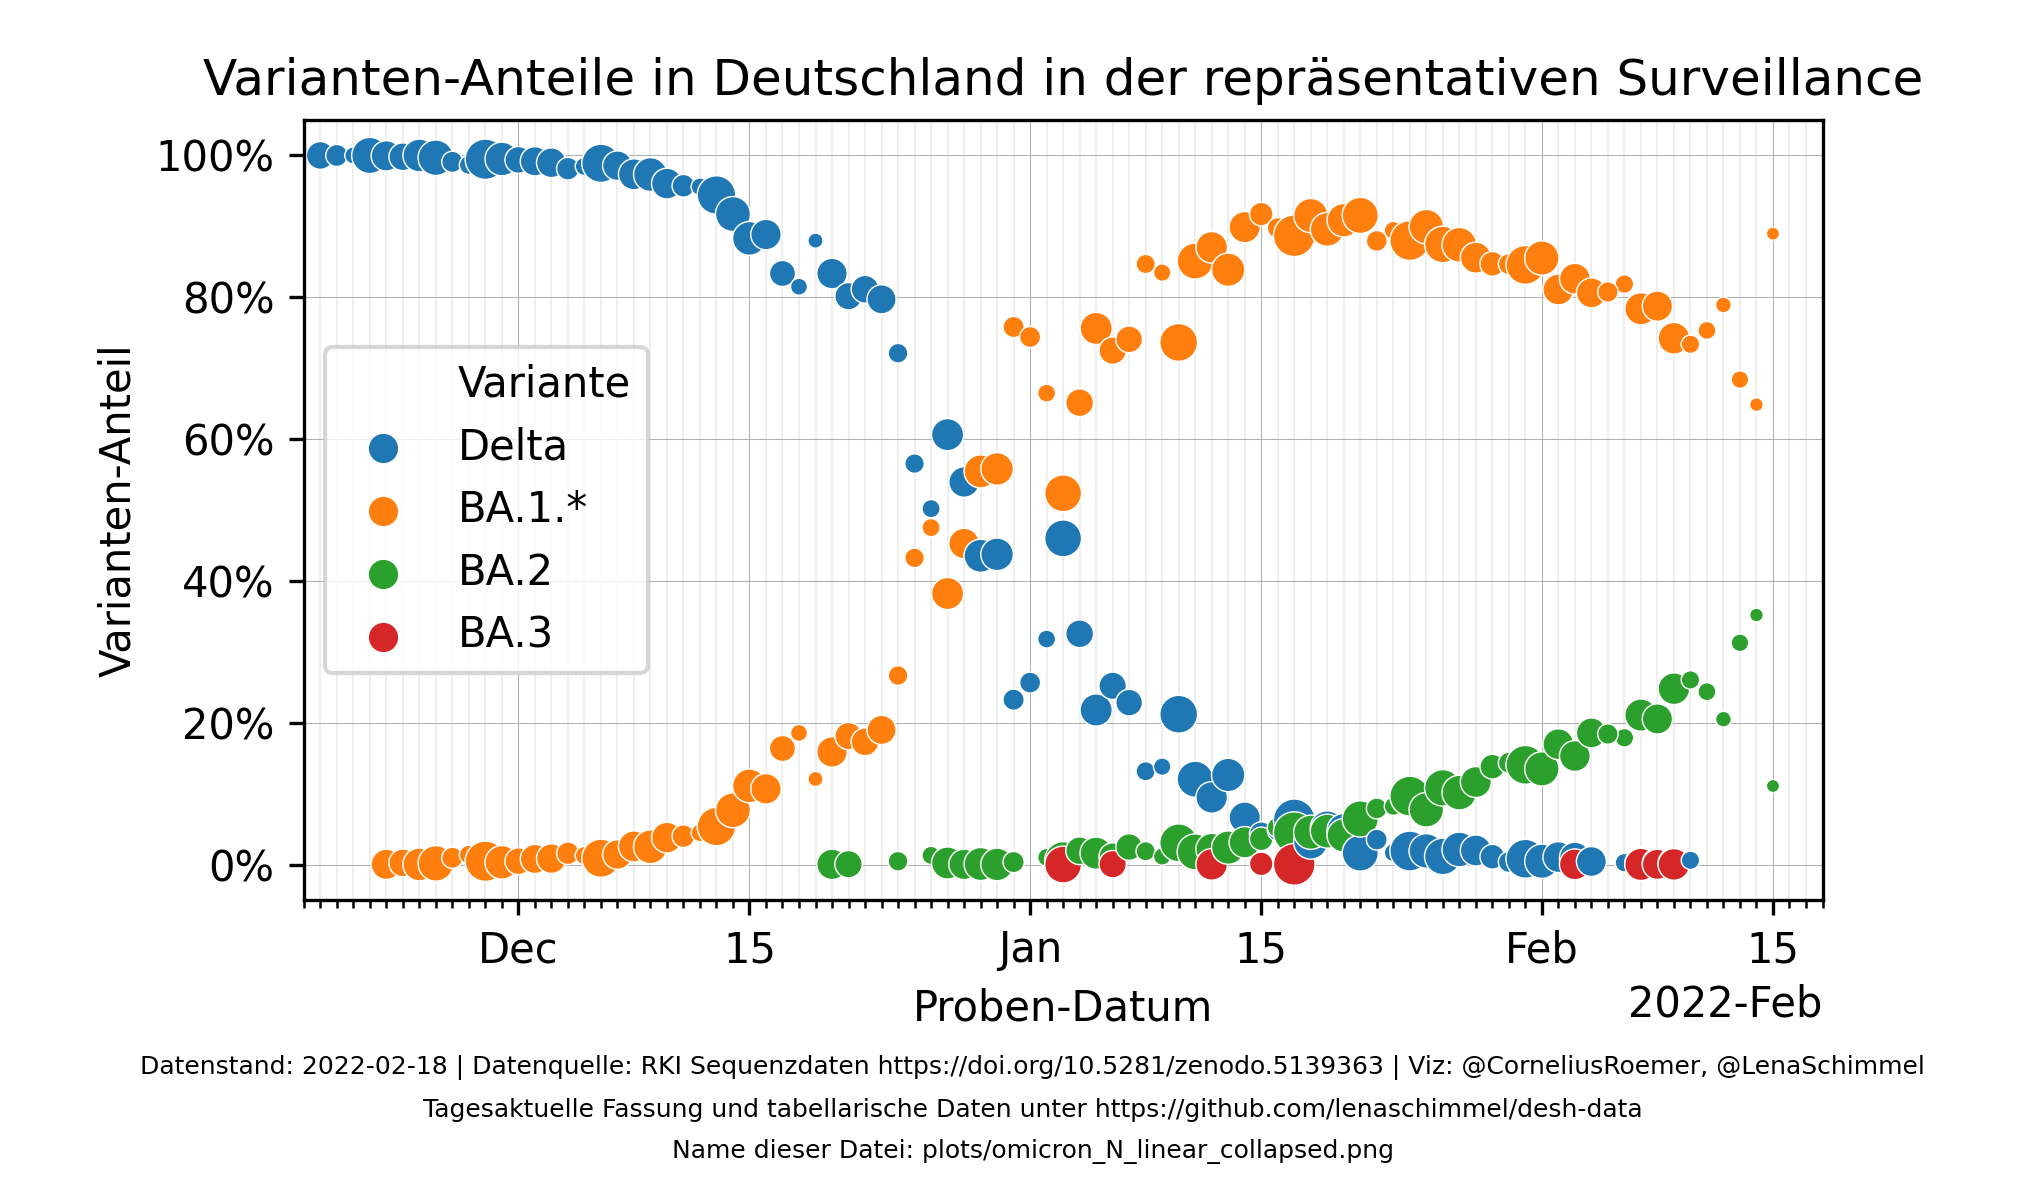 Varianten-Anteile in Deutschland in der repräsentativen Surveillance
Varianten-Anteil
100%
80%
60%
40%
20%
0%
Variante
Delta
BA.1.*
BA.2
BA.3
Dec
15
Jan
15
Feb
15
Proben-Datum
2022-Feb
Datenstand: 2022-02-18 | Datenquelle: RKI Sequenzdaten https://doi.org/10.5281/zenodo.5139363 | Viz: @CorneliusRoemer, @LenaSchimmel
Tagesaktuelle Fassung und tabellarische Daten unter https://github.com/lenaschimmel/desh-data
Name dieser Datei: plots/omicron_N_linear_collapsed.png